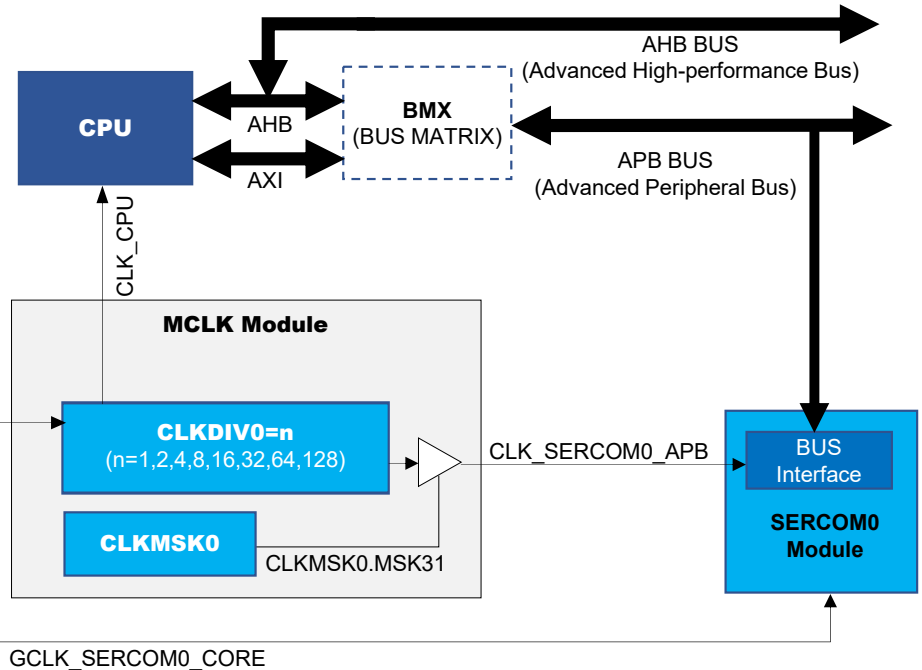 AHB BUS
(Advanced High-performance Bus)
CPU
AHB
AXI
BMX
(BUS MATRIX)
APB BUS
(Advanced Peripheral Bus)
CLK_CPU
MCLK Module
CLKDIV0=n
(n=1,2,4,8,16,32,64,128)
CLK_SERCOM0_APB
BUS
Interface
SERCOM0
Module
CLKMSK0
CLKMSK0.MSK31
GCLK_SERCOM0_CORE